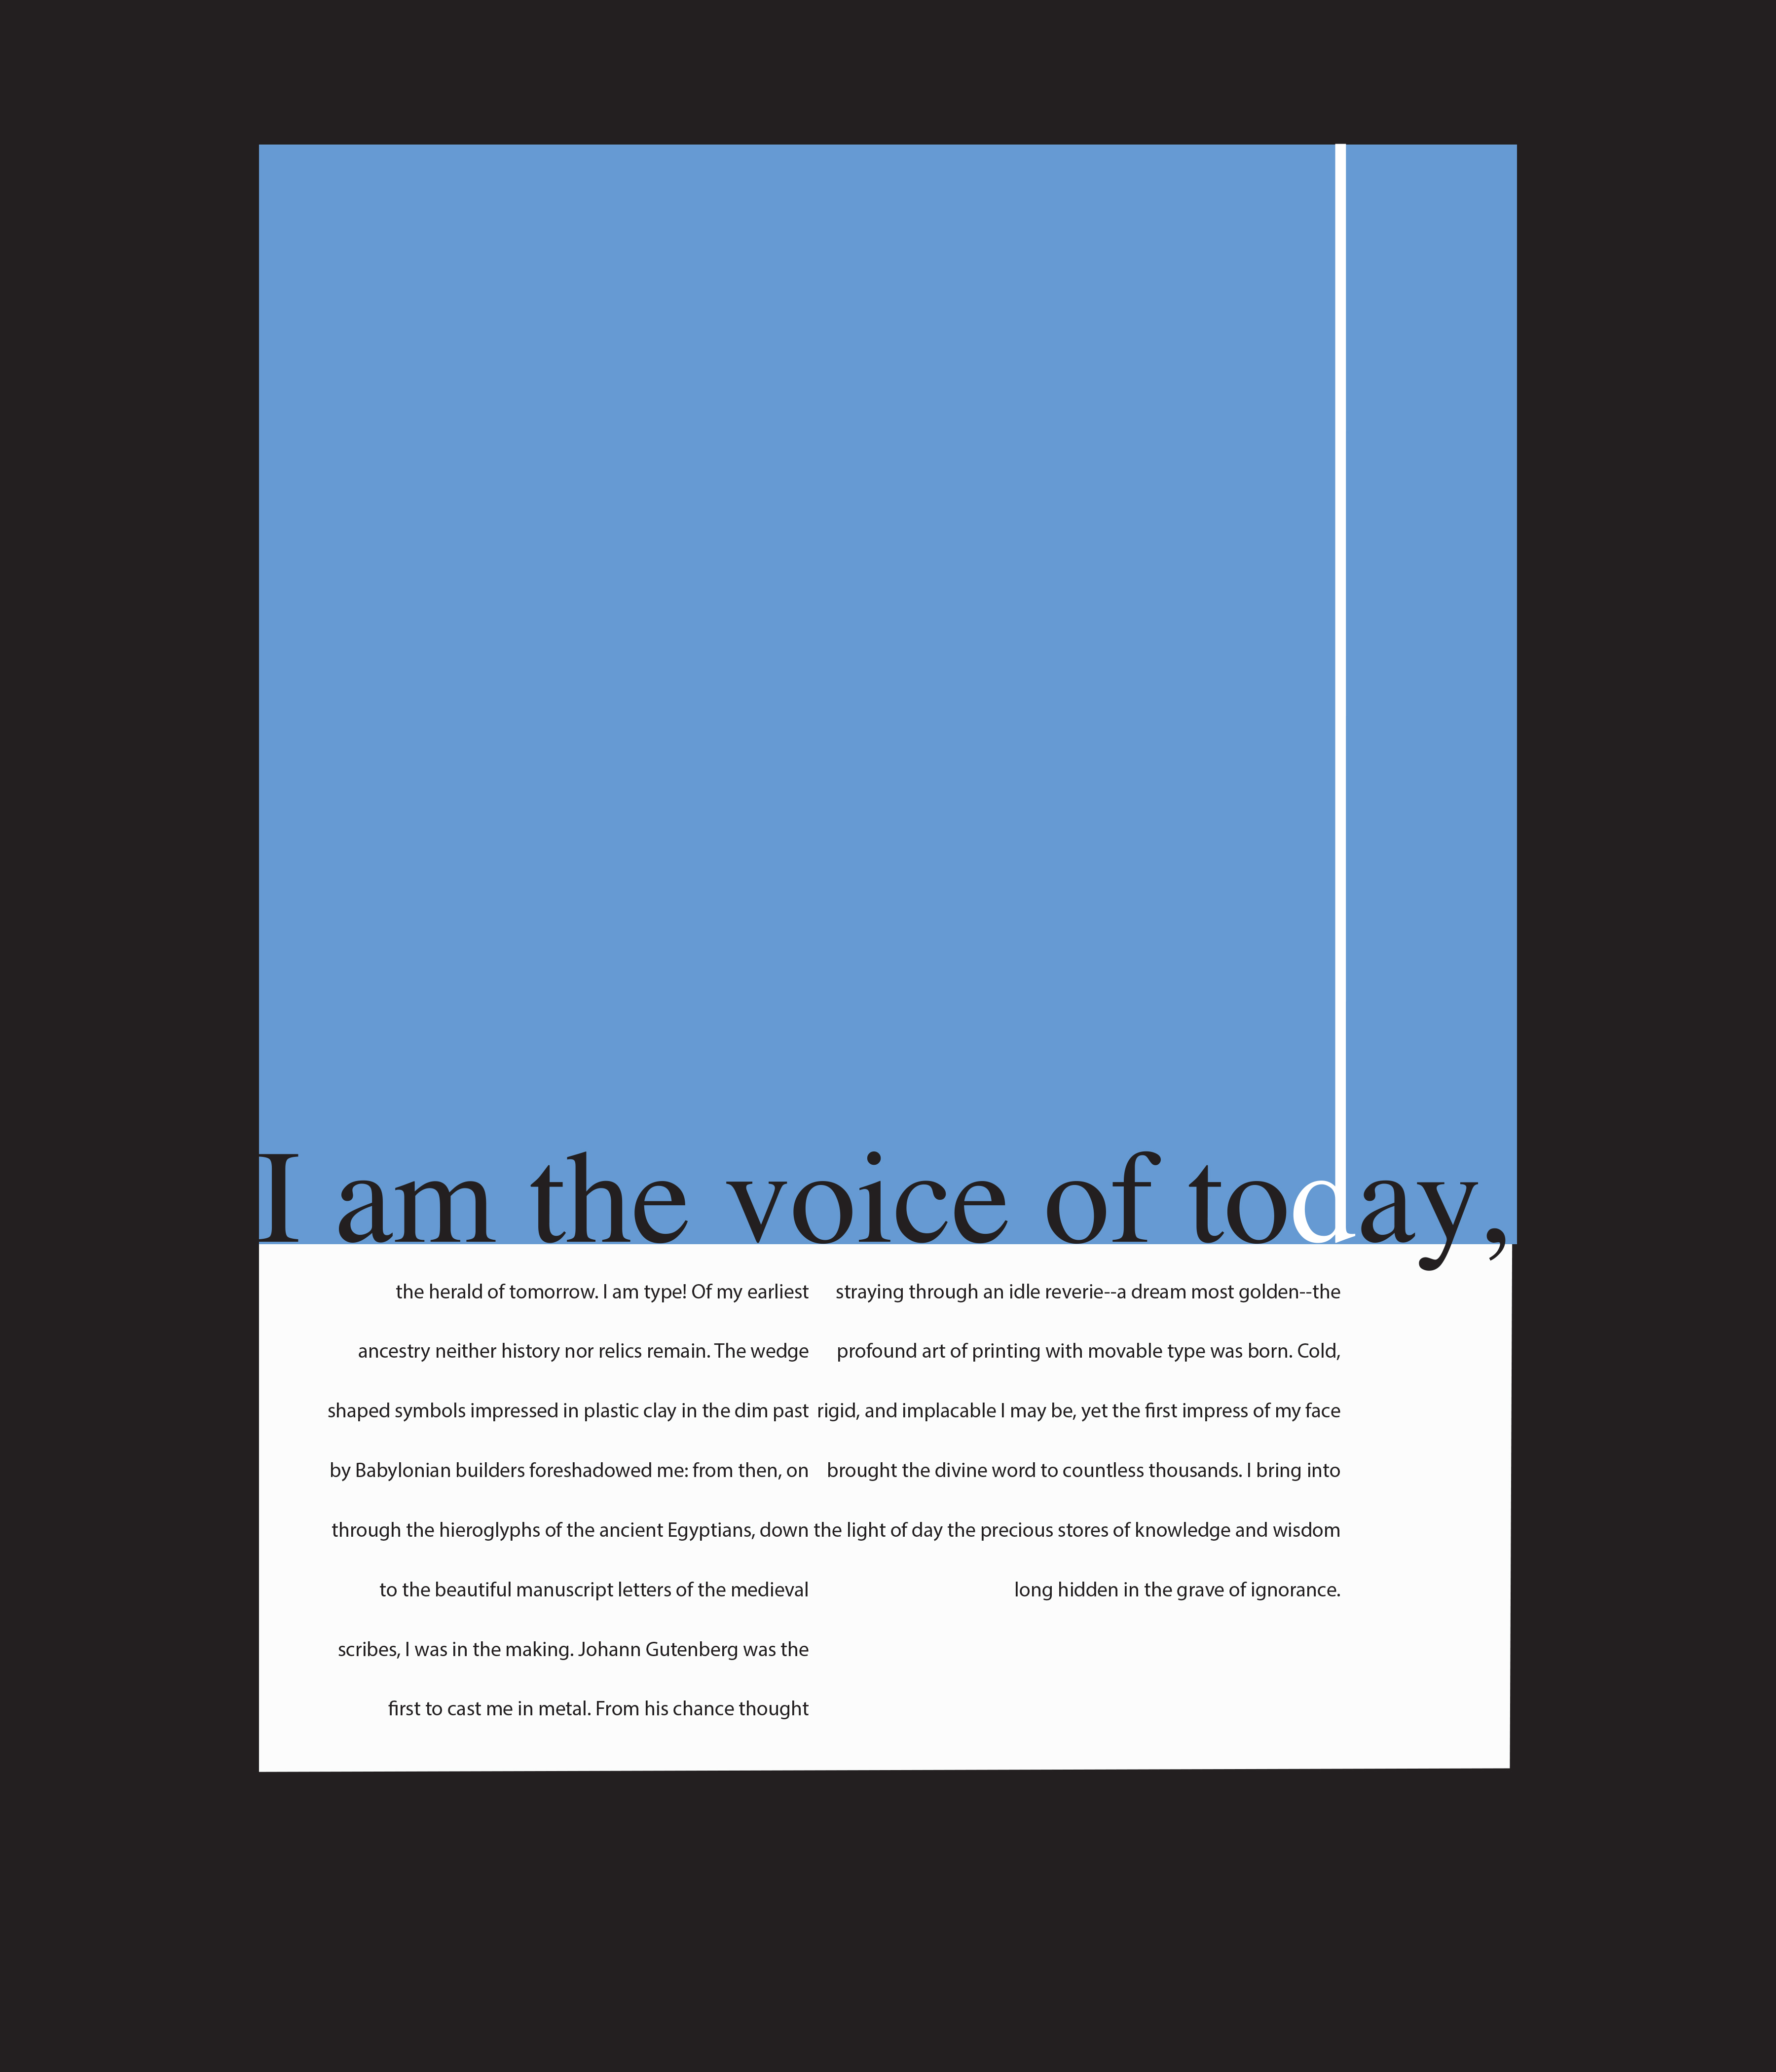 I am the voice of today,
the herald of tomorrow. I am type! Of my earliest
ancestry neither history nor relics remain. The wedge
shaped symbols impressed in plastic clay in the dim past
by Babylonian builders foreshadowed me: from then, on
through the hieroglyphs of the ancient Egyptians, down
to the beautiful manuscript letters of the medieval
scribes, I was in the making. Johann Gutenberg was the
first to cast me in metal. From his chance thought
straying through an idle reverie--a dream most golden--the
profound art of printing with movable type was born. Cold,
rigid, and implacable I may be, yet the first impress of my face
brought the divine word to countless thousands. I bring into
the light of day the precious stores of knowledge and wisdom
long hidden in the grave of ignorance.